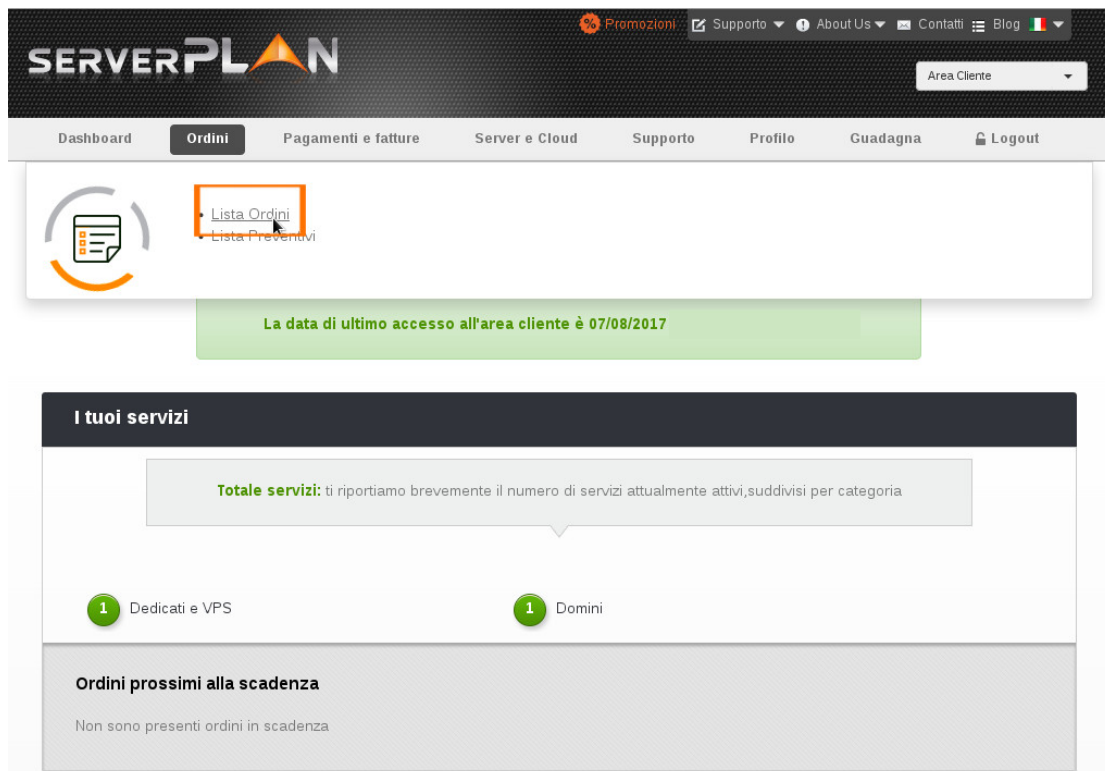 Promozioni Supporto About Us Contatti Blog
SERVERPLAN
Area Cliente
Dashboard Ordini Pagamenti e fatture Server e Cloud Supporto Profilo Guadagna Logout
• Lista Ordini
• Lista Preventivi
La data di ultimo accesso all'area cliente è 07/08/2017
I tuoi servizi
Totale servizi: ti riportiamo brevemente il numero di servizi attualmente attivi,suddivisi per categoria
1 Dedicati e VPS 1 Domini
Ordini prossimi alla scadenza
Non sono presenti ordini in scadenza